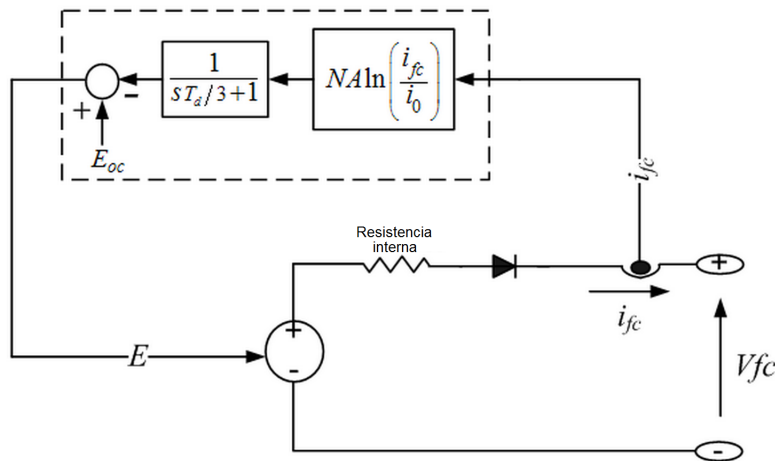 1
sT_d/3+1
NA ln(i_fc/i_0)
+
-
E_oc
i_fc
Resistencia
interna
+
i_fc
+
E
-
Vfc
-